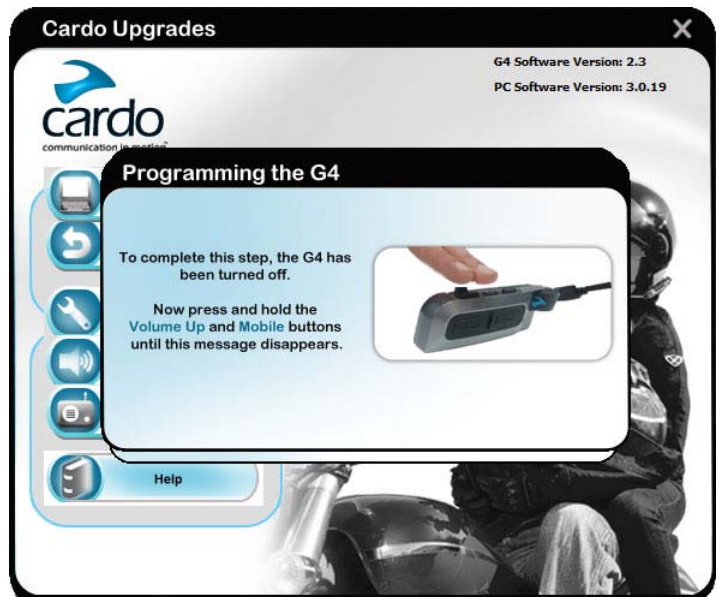 Cardo Upgrades
G4 Software Version: 2.3
PC Software Version: 3.0.19
cardo
communication in motion
Programming the G4
To complete this step, the G4 has
been turned off.
Now press and hold the
Volume Up and Mobile buttons
until this message disappears.
Help